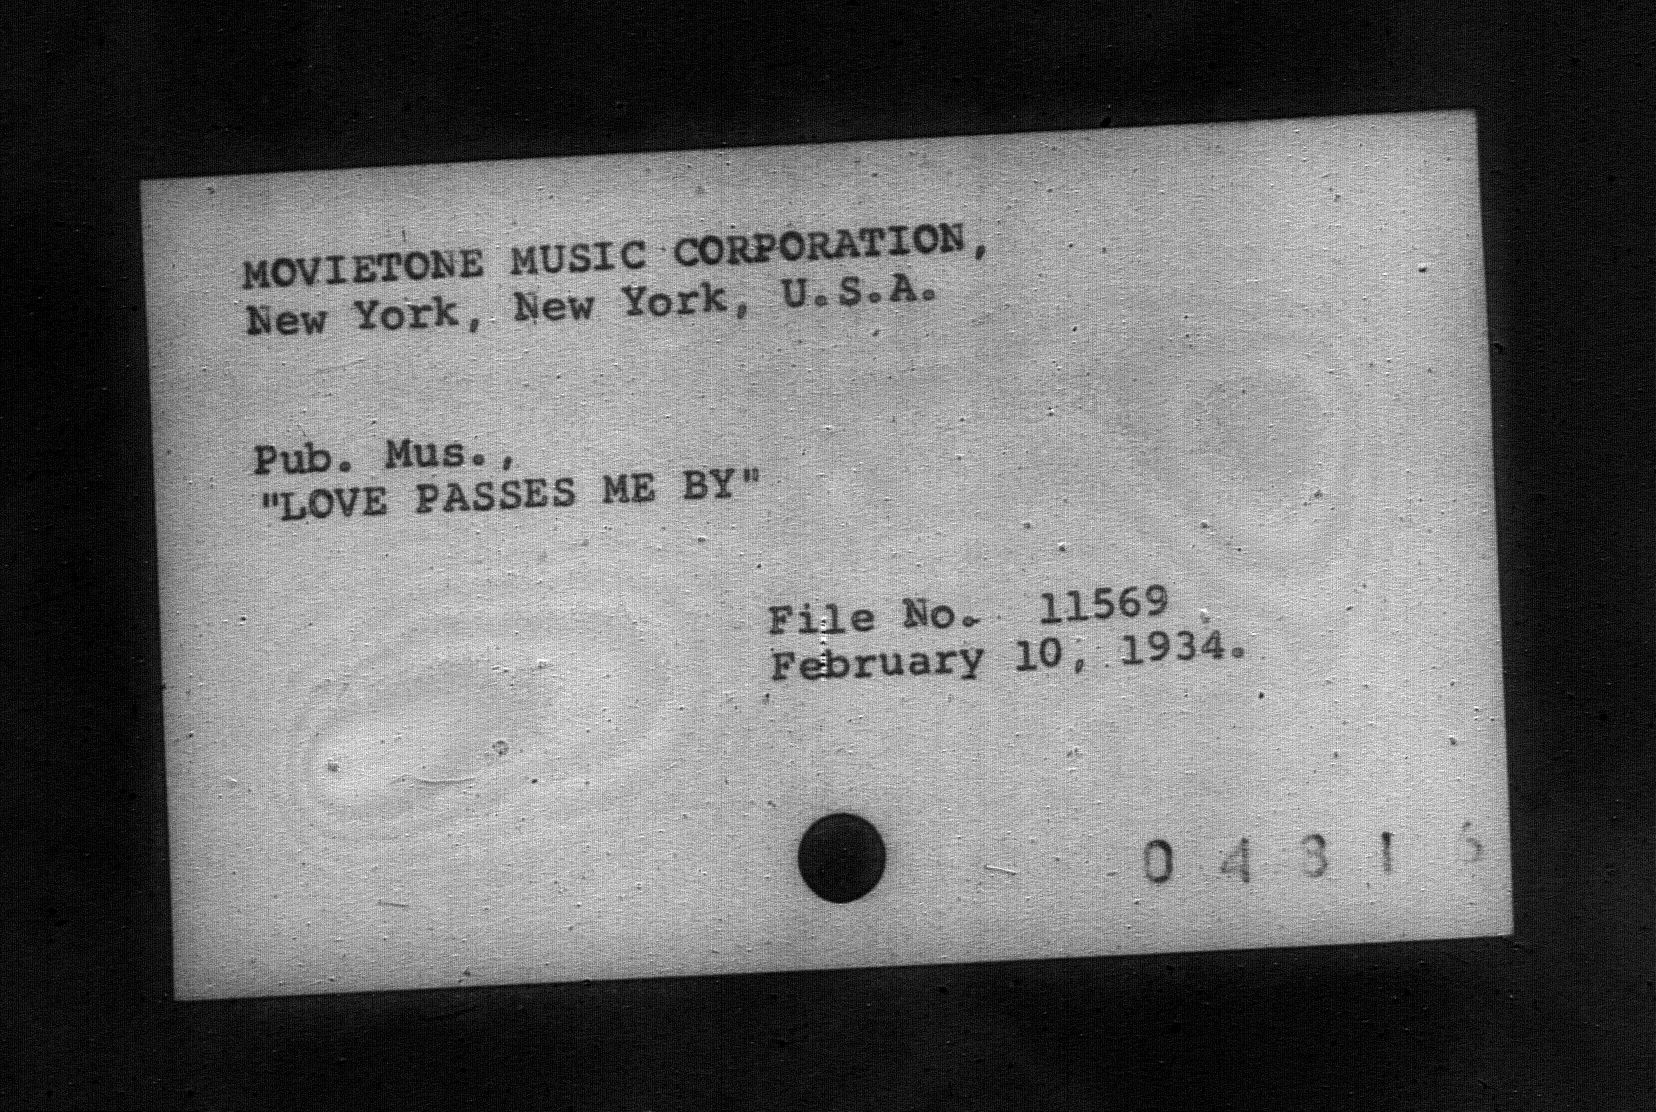 MOVIETONE MUSIC CORPORATION,
New York, New York, U.S.A.
Pub. Mus.,
"LOVE PASSES ME BY"
File No. 11569
February 10, 1934.